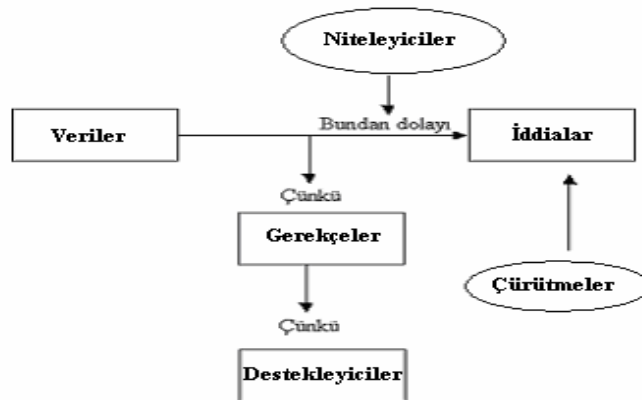 Niteleyiciler
Bundan dolayı
Veriler
İddialar
Çünkü
Gerekçeler
Çürütmeler
Çünkü
Destekleyiciler